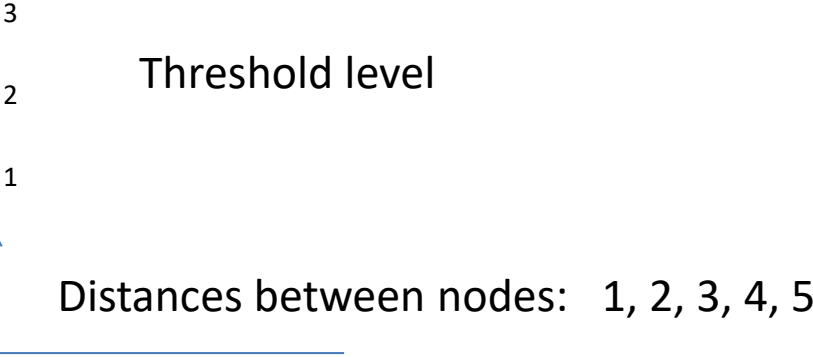 3
Threshold level
2
1
Distances between nodes: 1, 2, 3, 4, 5